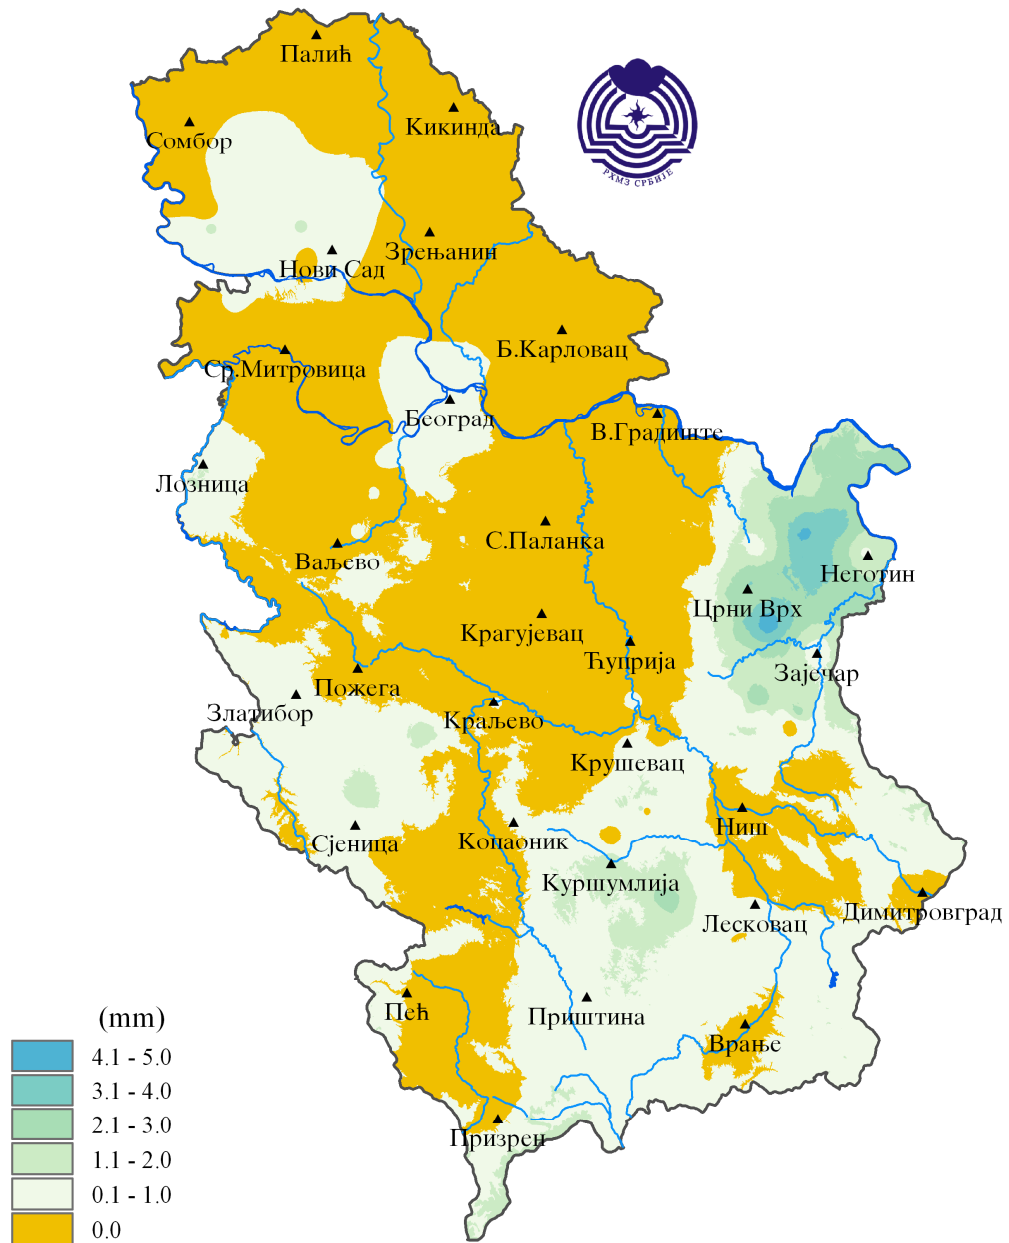 Палић
Кикинда
Сомбор
РХМЗ СРБИЈЕ
Зрењанин
Нови Сад
Б.Карловац
Ср.Митровица
Београд
В.Градиште
Лозница
С.Паланка
Ваљево
Неготин
Црни Врх
Крагујевац
Ћуприја
Зајечар
Пожега
Златибор
Краљево
Крушевац
Ниш
Сјеница
Копаоник
Куршумлија
Димитровград
Лесковац
Пећ
Приштина
Врање
Призрен
(mm)
4.1 - 5.0
3.1 - 4.0
2.1 - 3.0
1.1 - 2.0
0.1 - 1.0
0.0